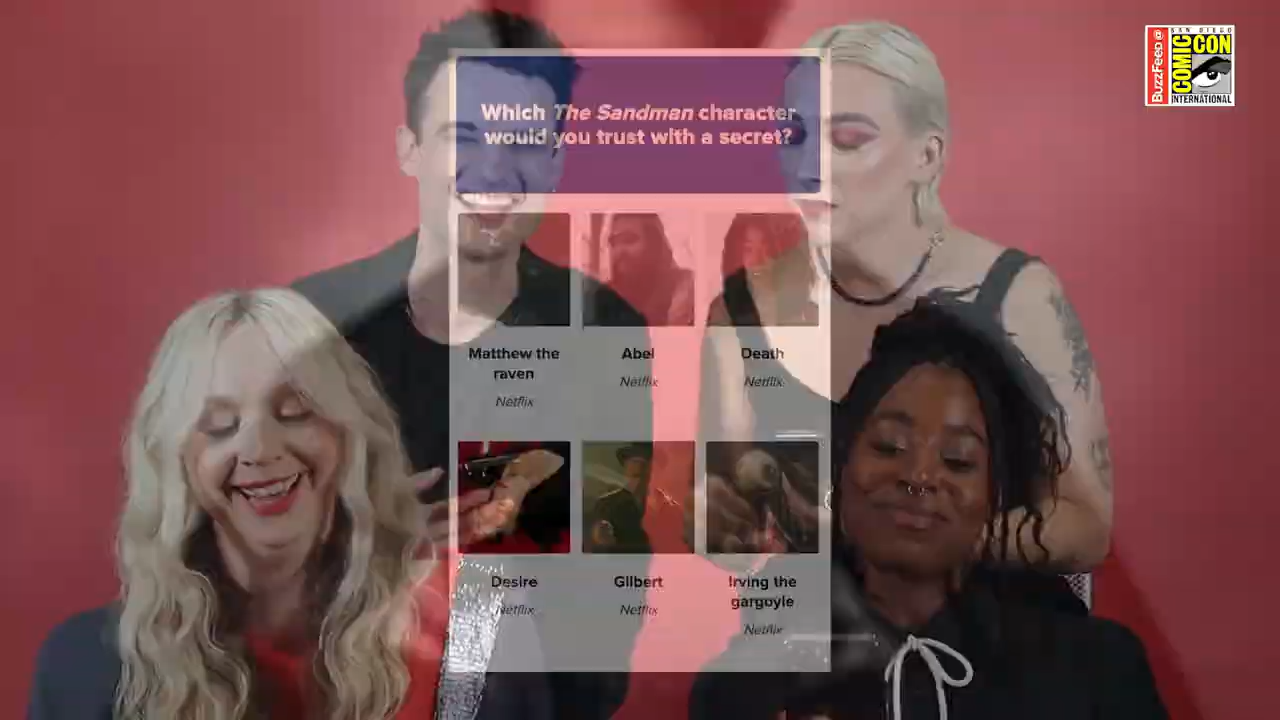 BuzzFeed @
SAN DIEGO
COMIC CON
INTERNATIONAL
Which The Sandman character
would you trust with a secret?
Matthew the
raven
Netflix
Abel
Netflix
Death
Netflix
Desire
Netflix
Gilbert
Netflix
Irving the
gargoyle
Netflix